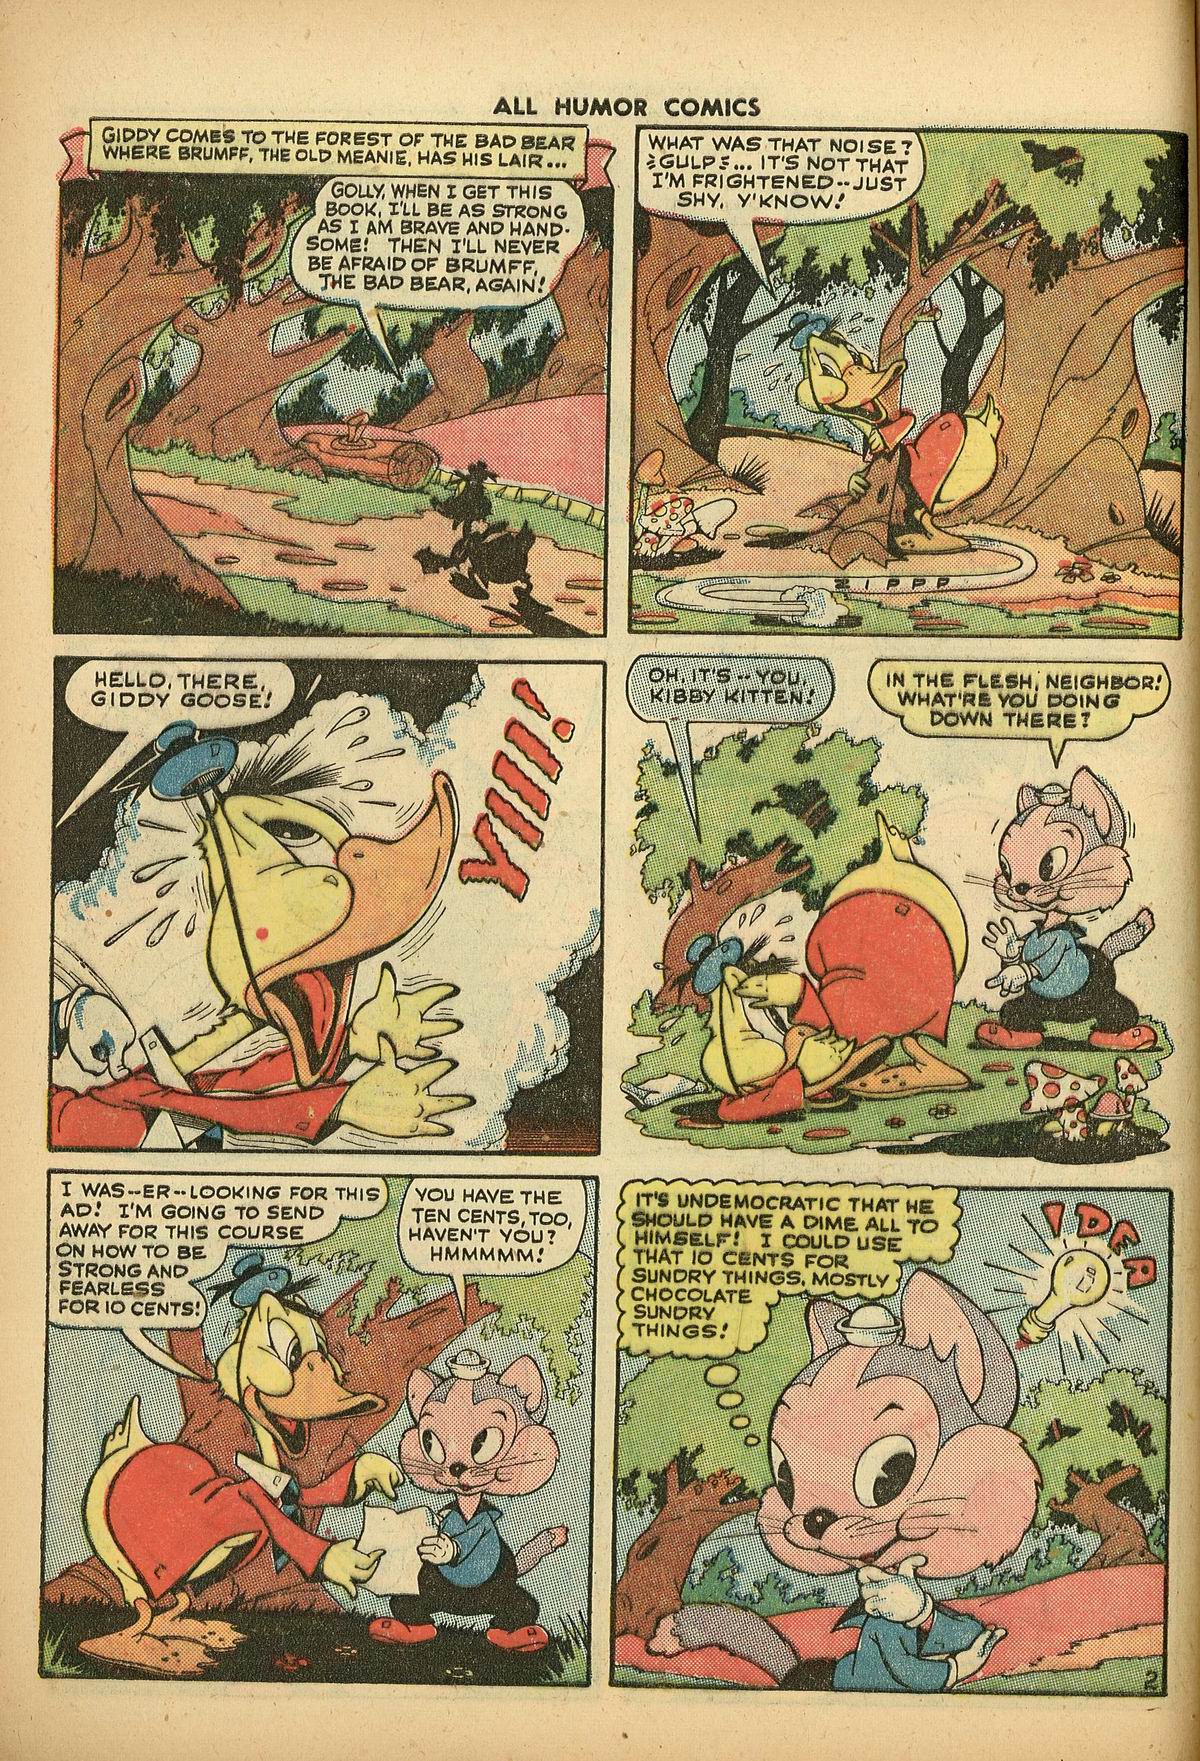 ALL HUMOR COMICS
GIDDY COMES TO THE FOREST OF THE BAD BEAR
WHERE BRUMFF, THE OLD MEANIE, HAS HIS LAIR...
GOLLY, WHEN I GET THIS
BOOK, I'LL BE AS STRONG
AS I AM BRAVE AND HAND-
SOME! THEN I'LL NEVER
BE AFRAID OF BRUMFF,
THE BAD BEAR, AGAIN!
WHAT WAS THAT NOISE?
GULP... IT'S NOT THAT
I'M FRIGHTENED--JUST
SHY, Y'KNOW!
ZIPPP
HELLO, THERE,
GIDDY GOOSE!
YIII!
OH, IT'S--YOU,
KIBBY KITTEN!
IN THE FLESH, NEIGHBOR!
WHAT'RE YOU DOING
DOWN THERE?
I WAS--ER--LOOKING FOR THIS
AD! I'M GOING TO SEND
AWAY FOR THIS COURSE
ON HOW TO BE
STRONG AND
FEARLESS
FOR 10 CENTS!
YOU HAVE THE
TEN CENTS, TOO,
HAVEN'T YOU?
HMMMMM!
IT'S UNDEMOCRATIC THAT HE
SHOULD HAVE A DIME ALL TO
HIMSELF! I COULD USE
THAT 10 CENTS FOR
SUNDRY THINGS, MOSTLY
CHOCOLATE
SUNDRY
THINGS!
IDEA
2